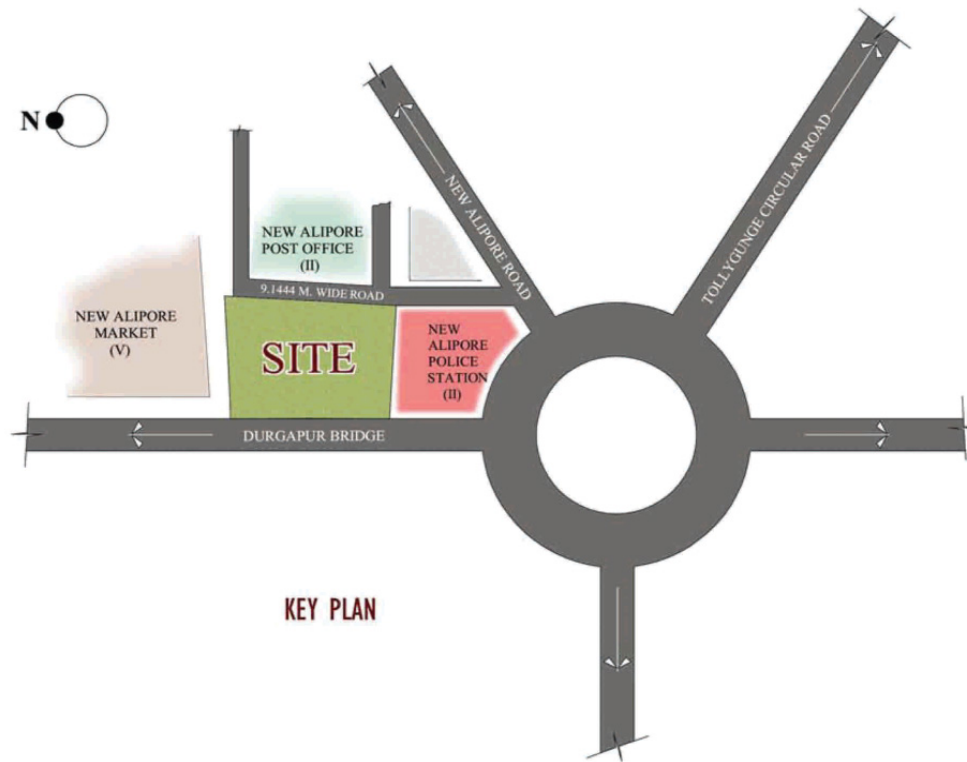 N
NEW ALIPORE ROAD
TOLLYGUNGE CIRCULAR ROAD
NEW ALIPORE
POST OFFICE
(II)
9.1444 M. WIDE ROAD
NEW ALIPORE
MARKET
(V)
SITE
NEW
ALIPORE
POLICE
STATION
(II)
DURGAPUR BRIDGE
KEY PLAN